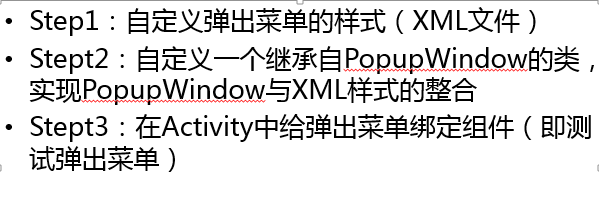 • Step1：自定义弹出菜单的样式（XML文件）
• Stept2：自定义一个继承自PopupWindow的类，
实现PopupWindow与XML样式的整合
• Stept3：在Activity中给弹出菜单绑定组件（即测
试弹出菜单）